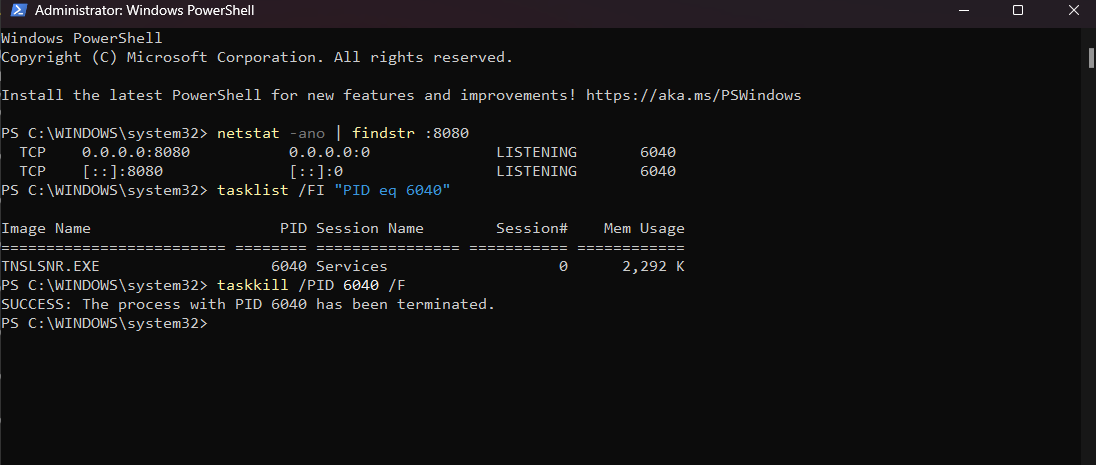 Administrator: Windows PowerShell
Windows PowerShell
Copyright (C) Microsoft Corporation. All rights reserved.
Install the latest PowerShell for new features and improvements! https://aka.ms/PSWindows
PS C:\WINDOWS\system32> netstat -ano | findstr :8080
  TCP    0.0.0.0:8080           0.0.0.0:0              LISTENING       6040
  TCP    [::]:8080              [::]:0                 LISTENING       6040
PS C:\WINDOWS\system32> tasklist /FI "PID eq 6040"
Image Name                     PID Session Name        Session#    Mem Usage
========================= ======== ================ =========== ============
TNSLSNR.EXE                   6040 Services                   0      2,292 K
PS C:\WINDOWS\system32> taskkill /PID 6040 /F
SUCCESS: The process with PID 6040 has been terminated.
PS C:\WINDOWS\system32>